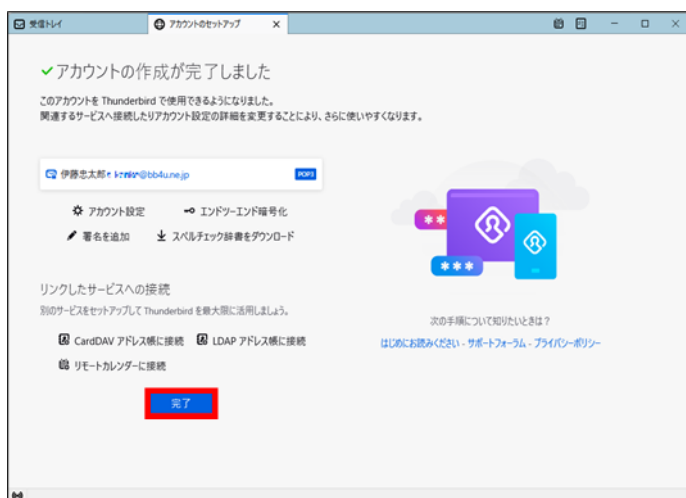 受信トレイ
アカウントのセットアップ
アカウントの作成が完了しました
このアカウントを Thunderbird で使用できるようになりました。
関連するサービスへ接続したりアカウント設定の詳細を変更することにより、さらに使いやすくなります。
伊藤忠太郎 @bb4u.ne.jp POP3
アカウント設定 エンドツーエンド暗号化
署名を追加 スペルチェック辞書をダウンロード
リンクしたサービスへの接続
別のサービスをセットアップして Thunderbird を最大限に活用しましょう。
CardDAV アドレス帳に接続 LDAP アドレス帳に接続
リモートカレンダーに接続
完了
次の手順について知りたいときは?
はじめにお読みください - サポートフォーラム - プライバシーポリシー